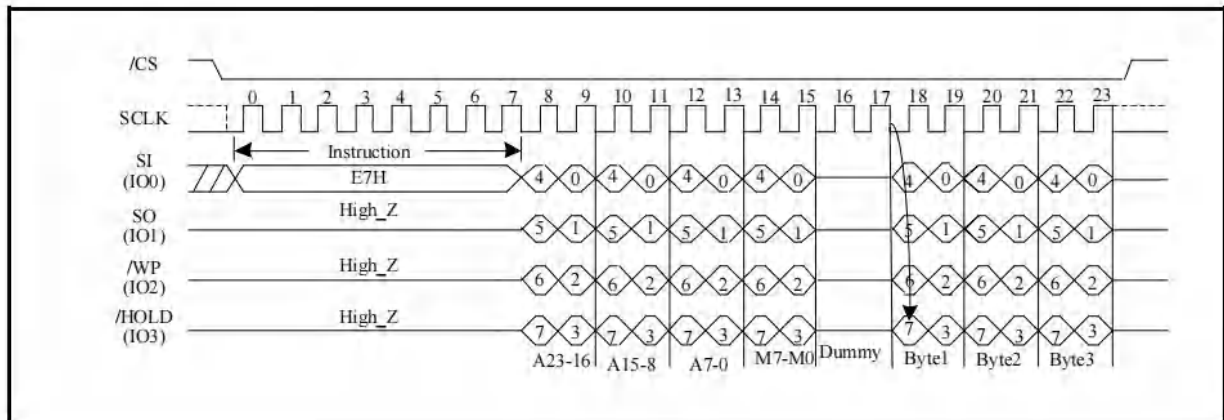 /CS
0 1 2 3 4 5 6 7 8 9 10 11 12 13 14 15 16 17 18 19 20 21 22 23
SCLK
Instruction
SI
(IO0)
E7H
4 0 4 0 4 0 4 0 4 0 4 0 4 0
SO
(IO1)
High_Z
5 1 5 1 5 1 5 1 5 1 5 1 5 1
/WP
(IO2)
High_Z
6 2 6 2 6 2 6 2 6 2 6 2 6 2
/HOLD
(IO3)
High_Z
7 3 7 3 7 3 7 3 7 3 7 3 7 3
A23-16 A15-8 A7-0 M7-M0 Dummy Byte1 Byte2 Byte3